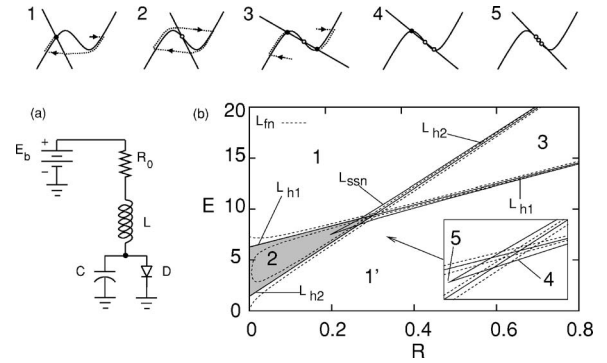 1 2 3 4 5
(a)
+
E_b
−
R_0
L
C D
(b)
20
15
10
5
0
E
L_fn
1
L_h2
3
L_ssn
L_h1
L_h1
2
L_h2
1'
5
4
0 0.2 0.4 0.6 0.8
R